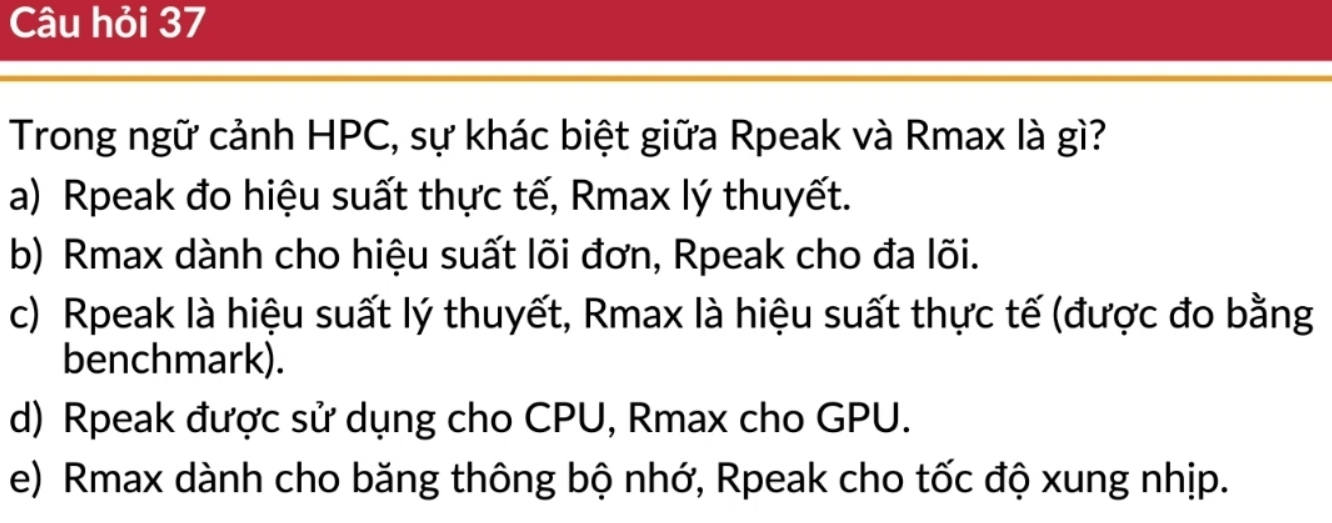 Câu hỏi 37
Trong ngữ cảnh HPC, sự khác biệt giữa Rpeak và Rmax là gì?
a) Rpeak đo hiệu suất thực tế, Rmax lý thuyết.
b) Rmax dành cho hiệu suất lõi đơn, Rpeak cho đa lõi.
c) Rpeak là hiệu suất lý thuyết, Rmax là hiệu suất thực tế (được đo bằng
benchmark).
d) Rpeak được sử dụng cho CPU, Rmax cho GPU.
e) Rmax dành cho băng thông bộ nhớ, Rpeak cho tốc độ xung nhịp.